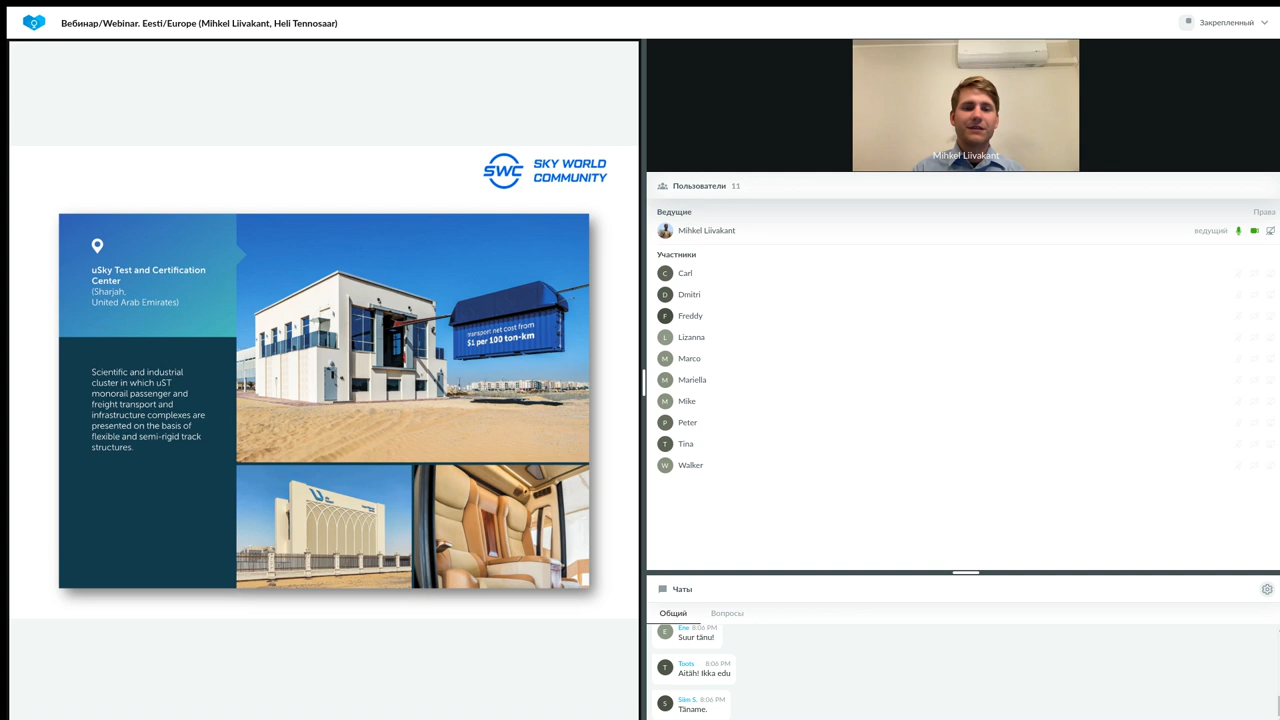 Вебинар/Webinar. Eesti/Europe (Mihkel Liivakant, Heli Tennosaar)
Закрепленный
SWC SKY WORLD
COMMUNITY
uSky Test and Certification
Center
(Sharjah,
United Arab Emirates)
Scientific and industrial
cluster in which uST
monorail passenger and
freight transport and
infrastructure complexes are
presented on the basis of
flexible and semi-rigid track
structures.
transport net cost from
$1 per 100 ton-km
Mihkel Liivakant
Пользователи 11
Ведущие
Права
Mihkel Liivakant
ведущий
Участники
C Carl
D Dmitri
F Freddy
L Lizanna
M Marco
M Mariella
M Mike
P Peter
T Tina
W Walker
Чаты
Общий
Вопросы
E Ene 8:06 PM
Suur tänu!
T Toots 8:06 PM
Aitäh! Ikka edu
S Siim S. 8:06 PM
Täname.